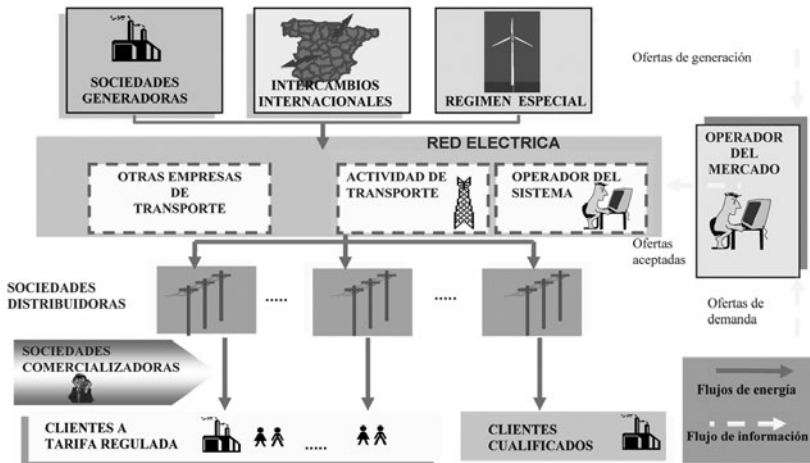 SOCIEDADES
GENERADORAS
INTERCAMBIOS
INTERNACIONALES
REGIMEN ESPECIAL
Ofertas de generación
RED ELECTRICA
OPERADOR
DEL
MERCADO
OTRAS EMPRESAS
DE
TRANSPORTE
ACTIVIDAD DE
TRANSPORTE
OPERADOR DEL
SISTEMA
Ofertas
aceptadas
SOCIEDADES
DISTRIBUIDORAS
.....
.....
Ofertas de
demanda
SOCIEDADES
COMERCIALIZADORAS
Flujos de energía
Flujo de información
CLIENTES A
TARIFA REGULADA
.....
CLIENTES
CUALIFICADOS